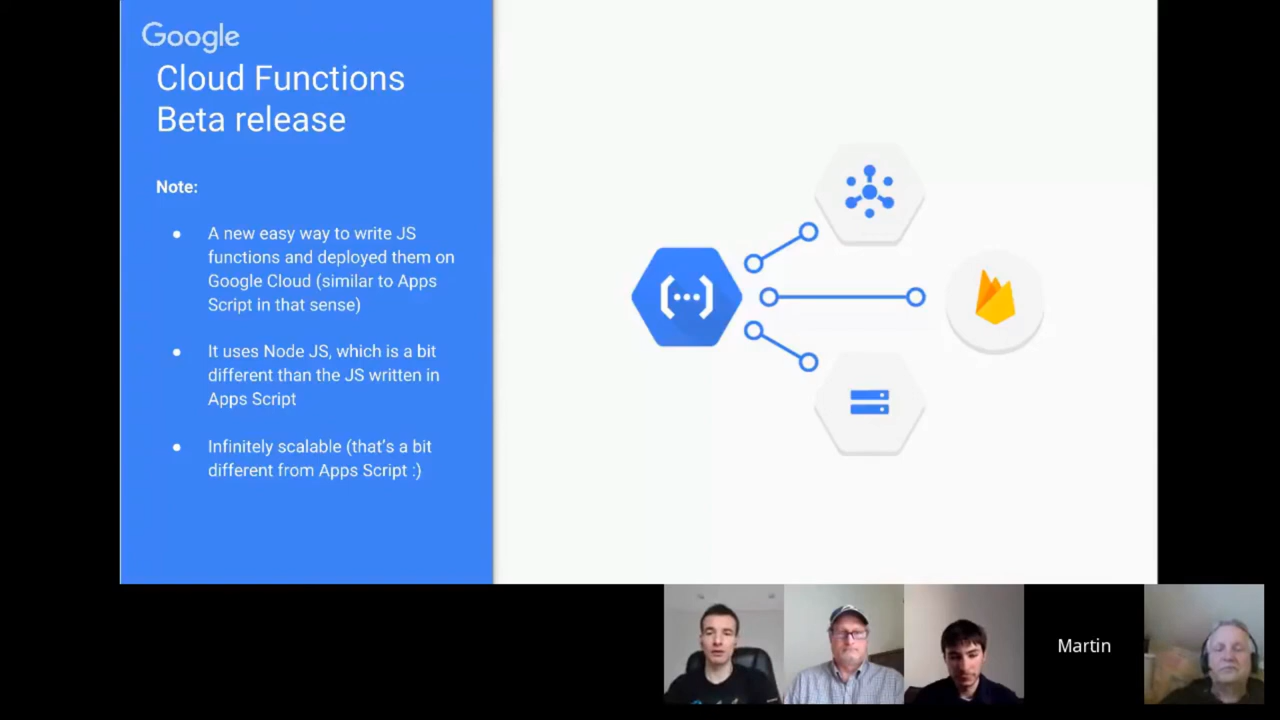 Google
Cloud Functions
Beta release
Note:
● A new easy way to write JS
functions and deployed them on
Google Cloud (similar to Apps
Script in that sense)
● It uses Node JS, which is a bit
different than the JS written in
Apps Script
● Infinitely scalable (that's a bit
different from Apps Script :)
Martin